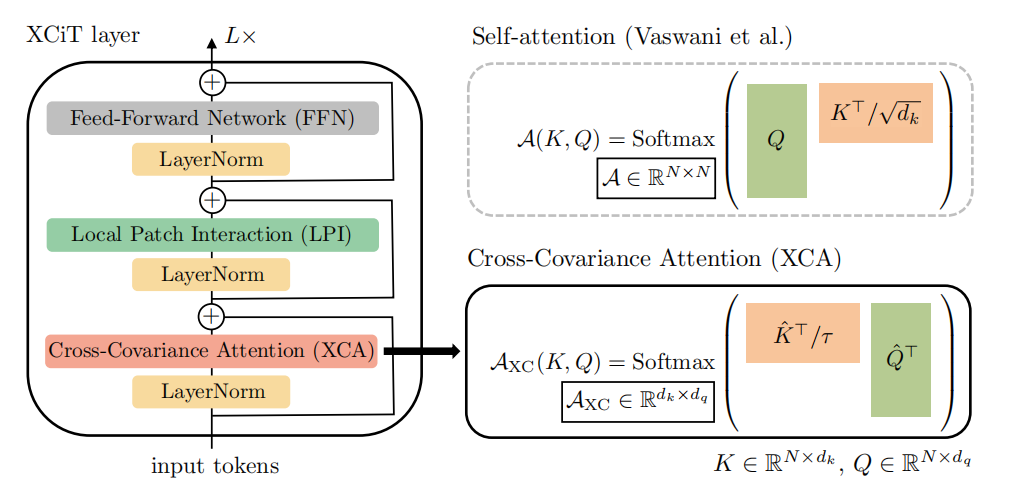 XCiT layer
L×
+
Feed-Forward Network (FFN)
LayerNorm
+
Local Patch Interaction (LPI)
LayerNorm
+
Cross-Covariance Attention (XCA)
LayerNorm
input tokens
Self-attention (Vaswani et al.)
𝒜(K, Q) = Softmax ( Q K⊤/√dₖ )
𝒜 ∈ ℝ^{N×N}
Cross-Covariance Attention (XCA)
𝒜_XC(K, Q) = Softmax ( K̂⊤/τ Q̂⊤ )
𝒜_XC ∈ ℝ^{d_k×d_q}
K ∈ ℝ^{N×d_k}, Q ∈ ℝ^{N×d_q}